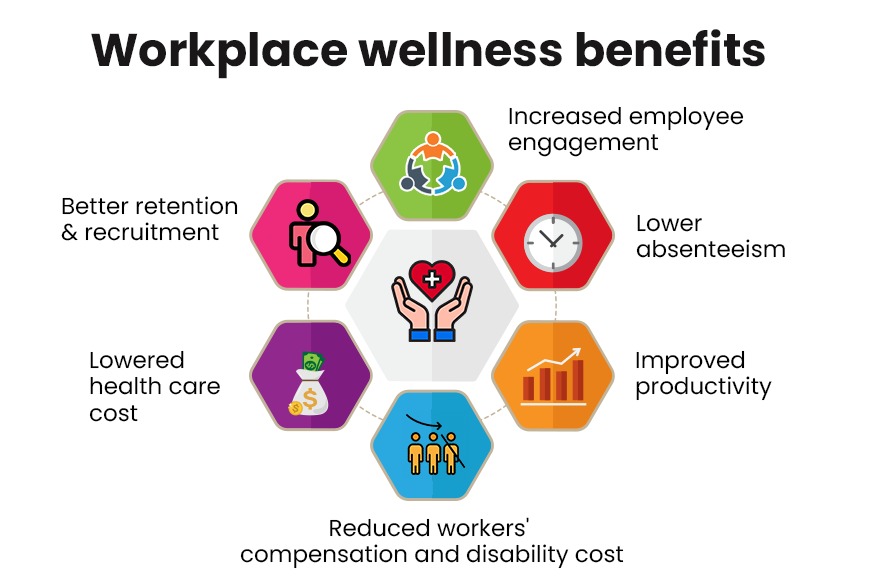 Workplace wellness benefits
Increased employee
engagement
Better retention
& recruitment
Lower
absenteeism
Lowered
health care
cost
Improved
productivity
Reduced workers'
compensation and disability cost